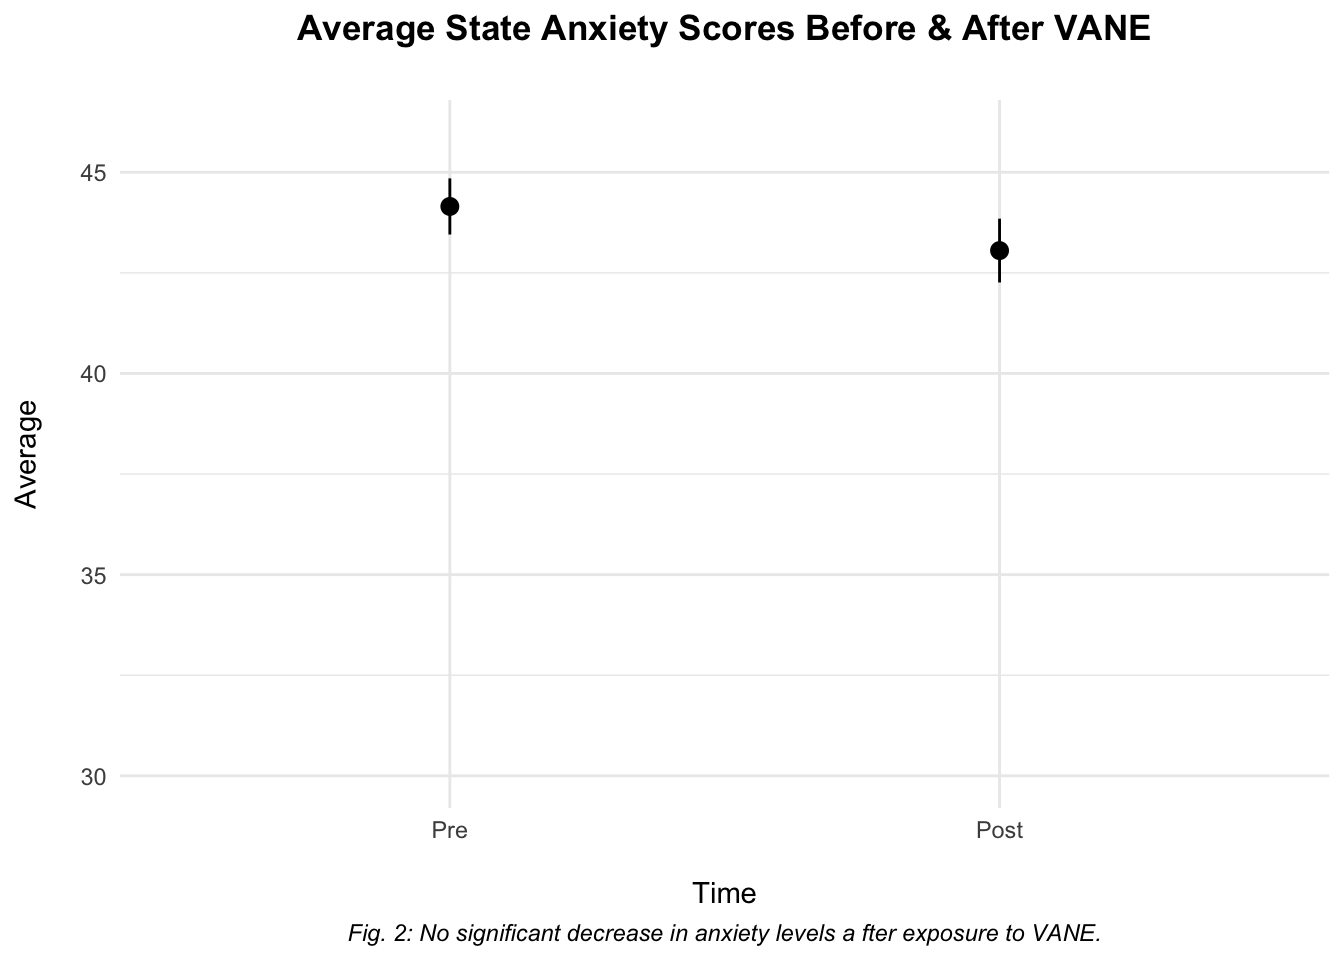 Average State Anxiety Scores Before & After VANE
45
40
35
30
Average
Pre
Post
Time
Fig. 2: No significant decrease in anxiety levels a fter exposure to VANE.